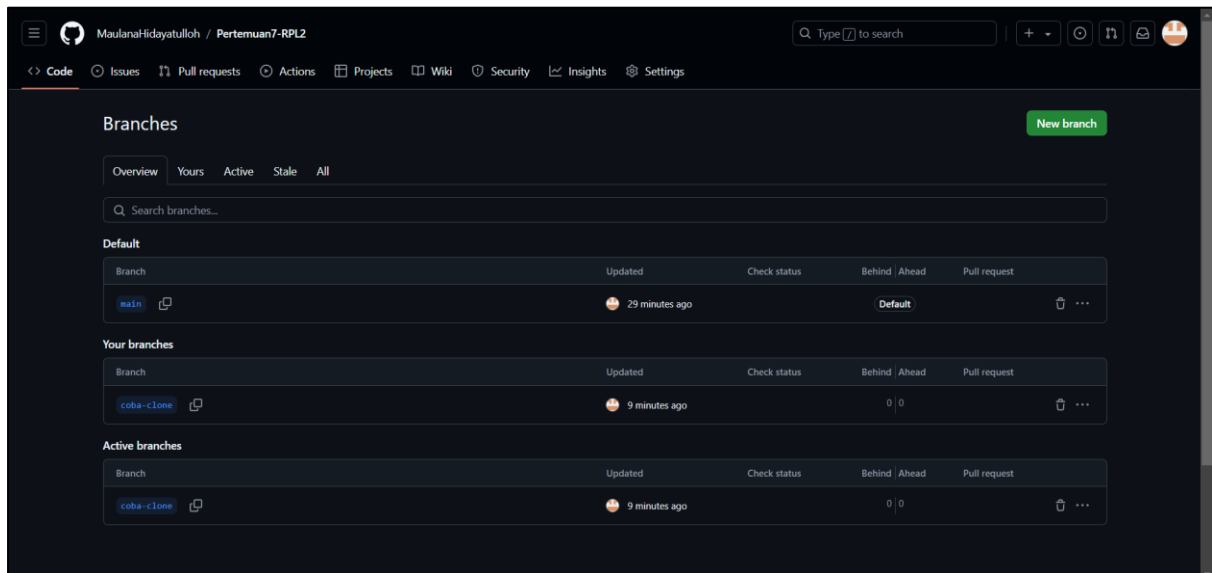 MaulanaHidayatulloh / Pertemuan7-RPL2
Type / to search
Code Issues Pull requests Actions Projects Wiki Security Insights Settings
Branches
New branch
Overview Yours Active Stale All
Search branches...
Default
Branch Updated Check status Behind Ahead Pull request
main 29 minutes ago Default
Your branches
Branch Updated Check status Behind Ahead Pull request
coba-clone 9 minutes ago 0 0
Active branches
Branch Updated Check status Behind Ahead Pull request
coba-clone 9 minutes ago 0 0